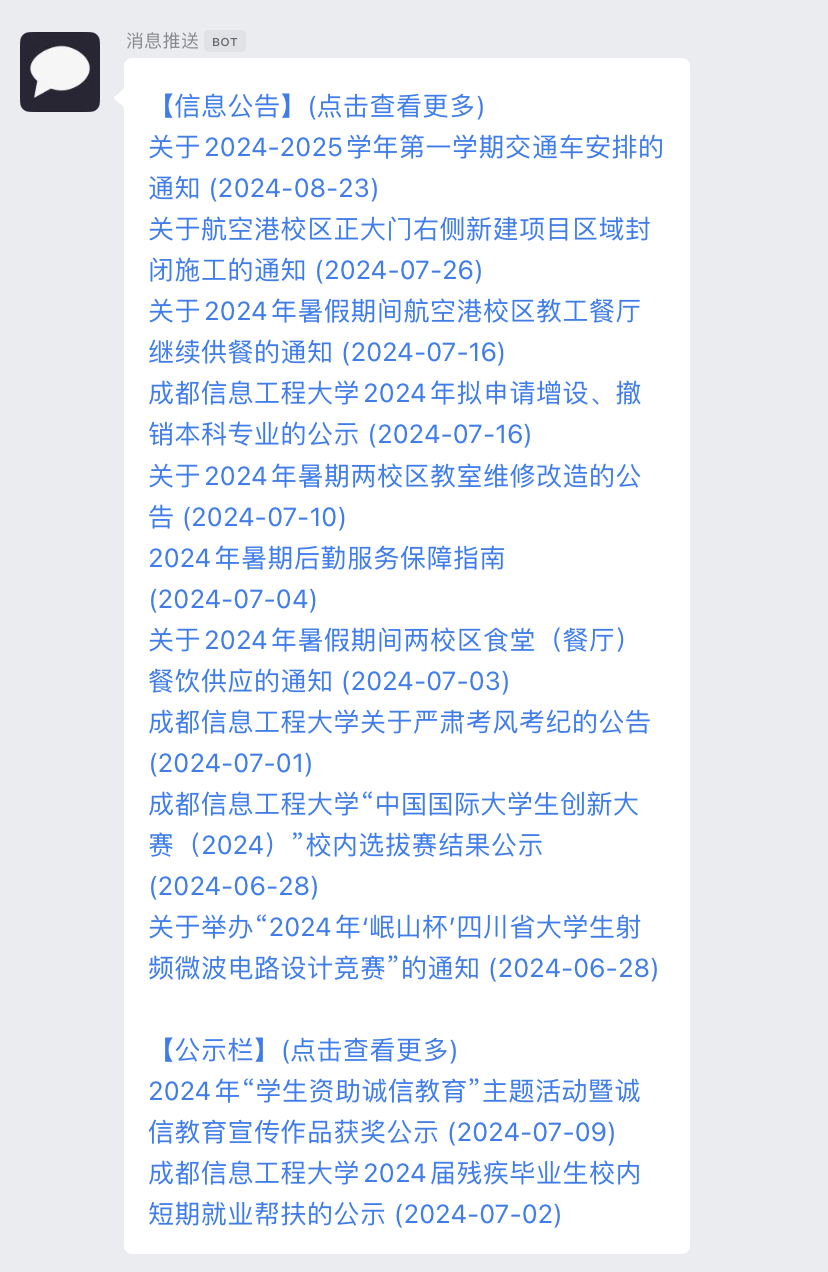 消息推送 BOT
【信息公告】(点击查看更多)
关于2024-2025学年第一学期交通车安排的
通知 (2024-08-23)
关于航空港校区正大门右侧新建项目区域封
闭施工的通知 (2024-07-26)
关于2024年暑假期间航空港校区教工餐厅
继续供餐的通知 (2024-07-16)
成都信息工程大学2024年拟申请增设、撤
销本科专业的公示 (2024-07-16)
关于2024年暑期两校区教室维修改造的公
告 (2024-07-10)
2024年暑期后勤服务保障指南
(2024-07-04)
关于2024年暑假期间两校区食堂（餐厅）
餐饮供应的通知 (2024-07-03)
成都信息工程大学关于严肃考风考纪的公告
(2024-07-01)
成都信息工程大学“中国国际大学生创新大
赛（2024）”校内选拔赛结果公示
(2024-06-28)
关于举办“2024年‘岷山杯’四川省大学生射
频微波电路设计竞赛”的通知 (2024-06-28)
【公示栏】(点击查看更多)
2024年“学生资助诚信教育”主题活动暨诚
信教育宣传作品获奖公示 (2024-07-09)
成都信息工程大学2024届残疾毕业生校内
短期就业帮扶的公示 (2024-07-02)